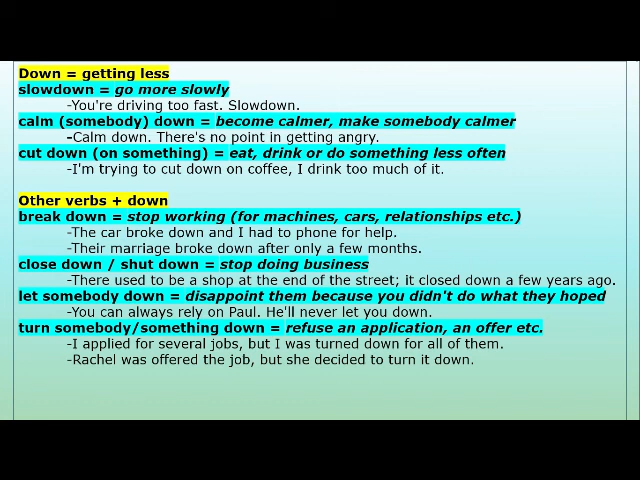 Down = getting less
slowdown = go more slowly
-You're driving too fast. Slowdown.
calm (somebody) down = become calmer, make somebody calmer
-Calm down. There's no point in getting angry.
cut down (on something) = eat, drink or do something less often
-I'm trying to cut down on coffee, I drink too much of it.
Other verbs + down
break down = stop working (for machines, cars, relationships etc.)
-The car broke down and I had to phone for help.
-Their marriage broke down after only a few months.
close down / shut down = stop doing business
-There used to be a shop at the end of the street; it closed down a few years ago.
let somebody down = disappoint them because you didn't do what they hoped
-You can always rely on Paul. He'll never let you down.
turn somebody/something down = refuse an application, an offer etc.
-I applied for several jobs, but I was turned down for all of them.
-Rachel was offered the job, but she decided to turn it down.